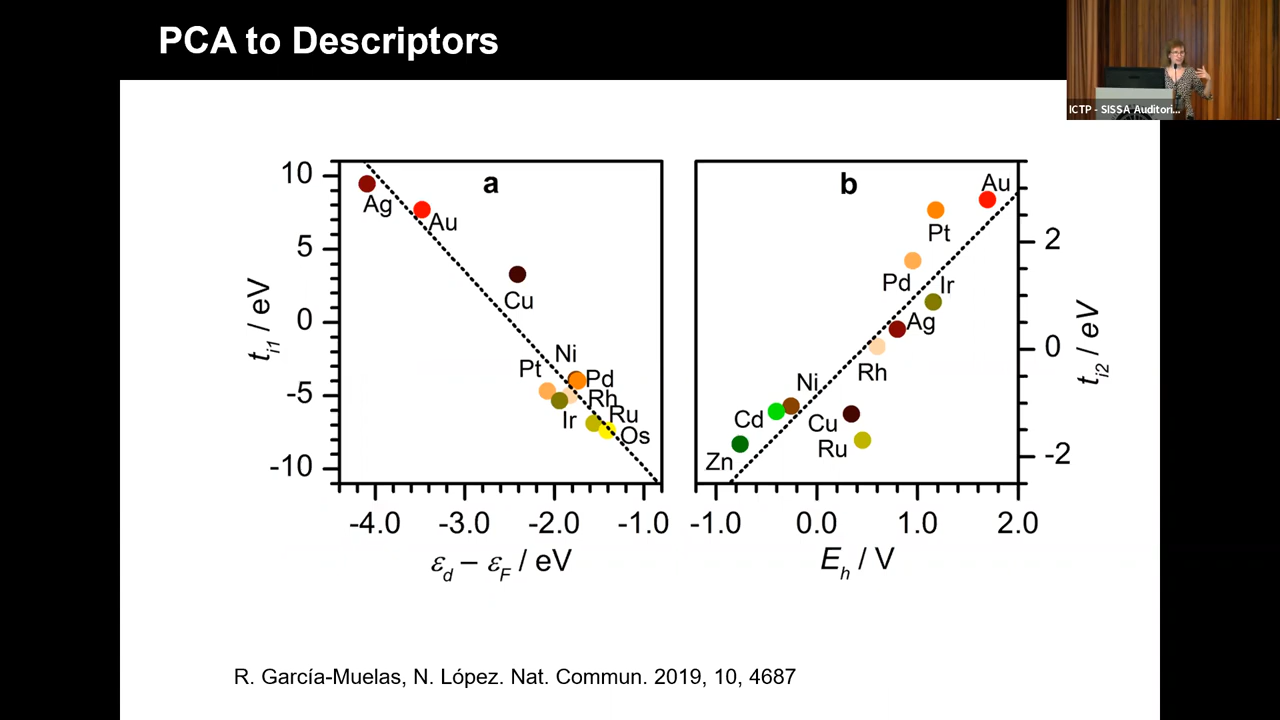 PCA to Descriptors
ICTP - SISSA Auditori...
a
10
5
0
-5
-10
t_i1 / eV
Ag
Au
Cu
Ni
Pt
Pd
Rh
Ir
Ru
Os
-4.0 -3.0 -2.0 -1.0
ε_d − ε_F / eV
b
Au
Pt
Pd
Ir
Ag
Rh
Ni
Cd
Cu
Ru
Zn
2
0
-2
t_i2 / eV
-1.0 0.0 1.0 2.0
E_h / V
R. García-Muelas, N. López. Nat. Commun. 2019, 10, 4687